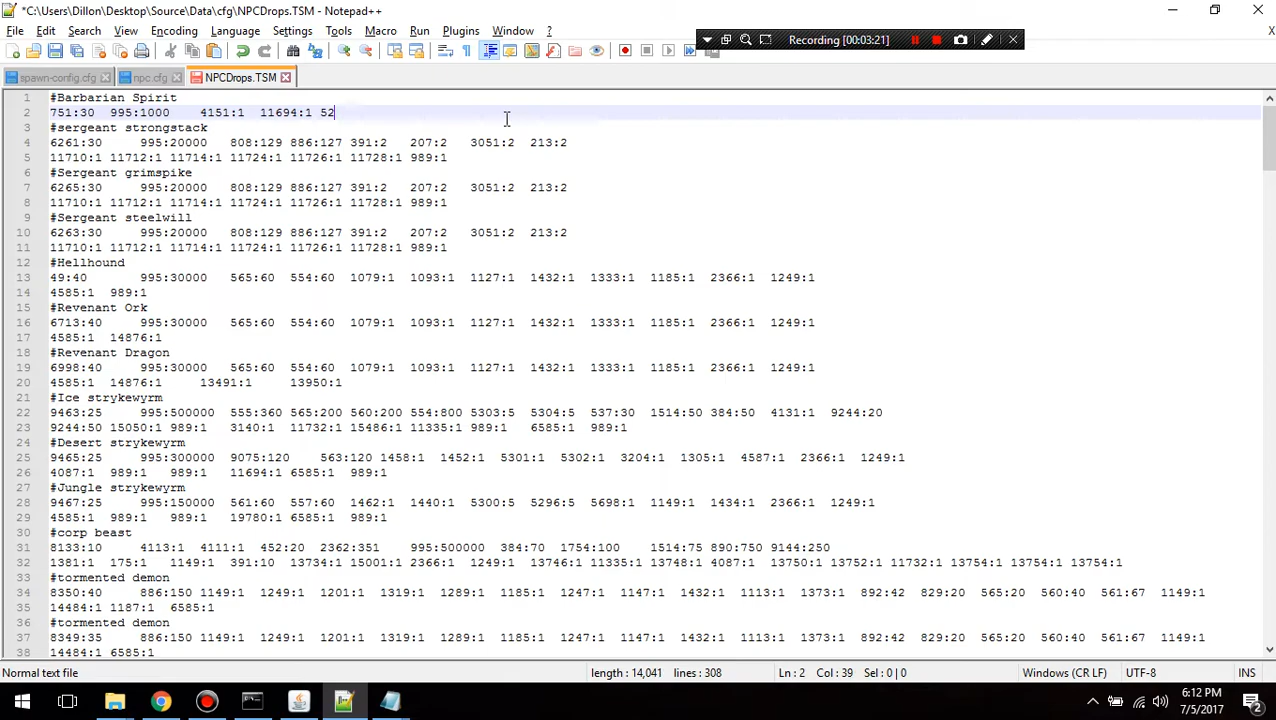 *C:\Users\Dillon\Desktop\Source\Data\cfg\NPCDrops.TSM - Notepad++
File Edit Search View Encoding Language Settings Tools Macro Run Plugins Window ? X
Recording [00:03:21]
spawn-config.cfg npc.cfg NPCDrops.TSM
1 #Barbarian Spirit
2 751:30 995:1000 4151:1 11694:1 52
3 #sergeant strongstack
4 6261:30 995:20000 808:129 886:127 391:2 207:2 3051:2 213:2
5 11710:1 11712:1 11714:1 11724:1 11726:1 11728:1 989:1
6 #Sergeant grimspike
7 6265:30 995:20000 808:129 886:127 391:2 207:2 3051:2 213:2
8 11710:1 11712:1 11714:1 11724:1 11726:1 11728:1 989:1
9 #Sergeant steelwill
10 6263:30 995:20000 808:129 886:127 391:2 207:2 3051:2 213:2
11 11710:1 11712:1 11714:1 11724:1 11726:1 11728:1 989:1
12 #Hellhound
13 49:40 995:30000 565:60 554:60 1079:1 1093:1 1127:1 1432:1 1333:1 1185:1 2366:1 1249:1
14 4585:1 989:1
15 #Revenant Ork
16 6713:40 995:30000 565:60 554:60 1079:1 1093:1 1127:1 1432:1 1333:1 1185:1 2366:1 1249:1
17 4585:1 14876:1
18 #Revenant Dragon
19 6998:40 995:30000 565:60 554:60 1079:1 1093:1 1127:1 1432:1 1333:1 1185:1 2366:1 1249:1
20 4585:1 14876:1 13491:1 13950:1
21 #Ice strykewyrm
22 9463:25 995:500000 555:360 565:200 560:200 554:800 5303:5 5304:5 537:30 1514:50 384:50 4131:1 9244:20
23 9244:50 15050:1 989:1 3140:1 11732:1 15486:1 11335:1 989:1 6585:1 989:1
24 #Desert strykewyrm
25 9465:25 995:300000 9075:120 563:120 1458:1 1452:1 5301:1 5302:1 3204:1 1305:1 4587:1 2366:1 1249:1
26 4087:1 989:1 989:1 11694:1 6585:1 989:1
27 #Jungle strykewyrm
28 9467:25 995:150000 561:60 557:60 1462:1 1440:1 5300:5 5296:5 5698:1 1149:1 1434:1 2366:1 1249:1
29 4585:1 989:1 989:1 19780:1 6585:1 989:1
30 #corp beast
31 8133:10 4113:1 4111:1 452:20 2362:351 995:500000 384:70 1754:100 1514:75 890:750 9144:250
32 1381:1 175:1 1149:1 391:10 13734:1 15001:1 2366:1 1249:1 13746:1 11335:1 13748:1 4087:1 13750:1 13752:1 11732:1 13754:1 13754:1 13754:1
33 #tormented demon
34 8350:40 886:150 1149:1 1249:1 1201:1 1319:1 1289:1 1185:1 1247:1 1147:1 1432:1 1113:1 1373:1 892:42 829:20 565:20 560:40 561:67 1149:1
35 14484:1 1187:1 6585:1
36 #tormented demon
37 8349:35 886:150 1149:1 1249:1 1201:1 1319:1 1289:1 1185:1 1247:1 1147:1 1432:1 1113:1 1373:1 892:42 829:20 565:20 560:40 561:67 1149:1
38 14484:1 6585:1
Normal text file length : 14,041 lines : 308 Ln : 2 Col : 39 Sel : 0 | 0 Windows (CR LF) UTF-8 INS
6:12 PM
7/5/2017
2